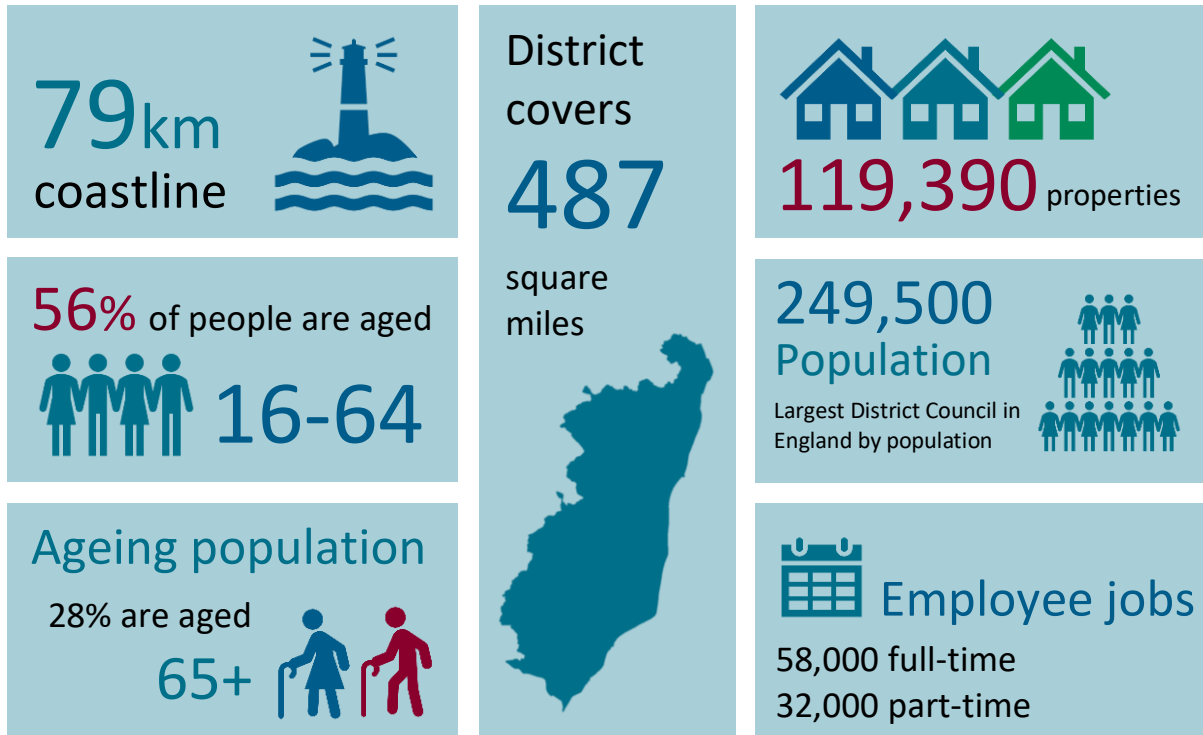 79km
coastline
56% of people are aged
16-64
Ageing population
28% are aged
65+
District
covers
487
square
miles
119,390 properties
249,500
Population
Largest District Council in
England by population
Employee jobs
58,000 full-time
32,000 part-time